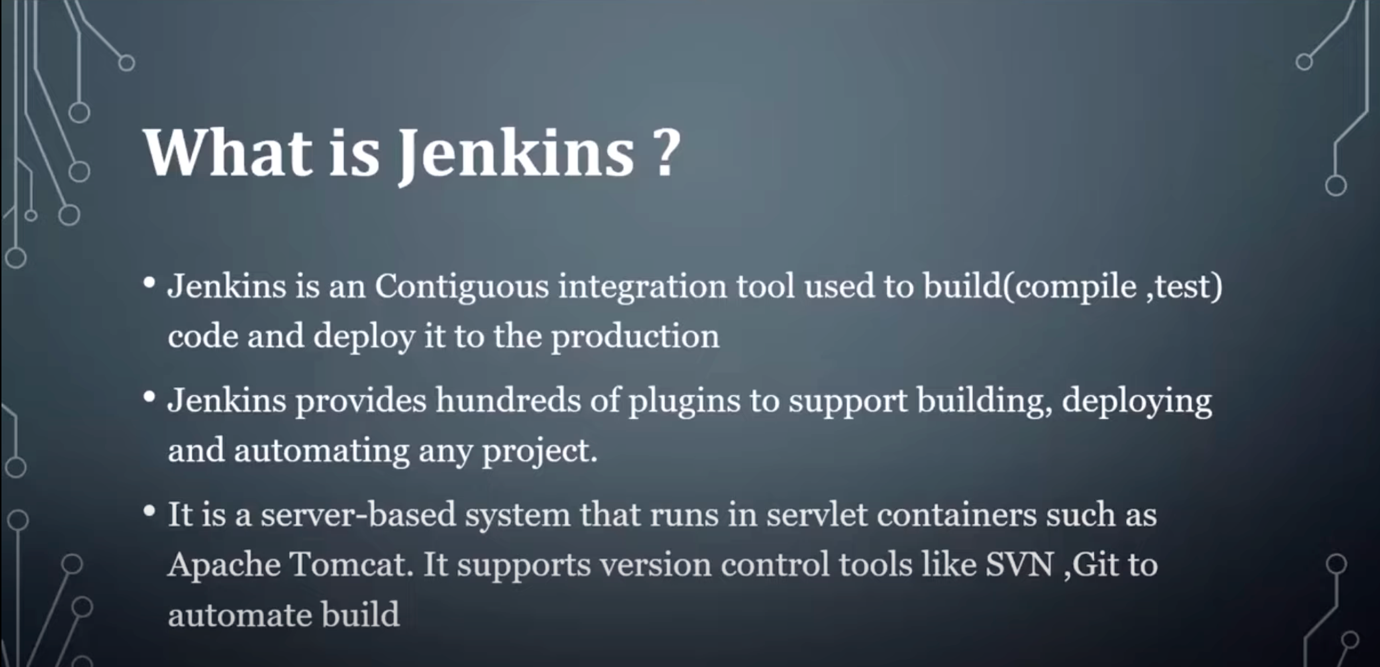 What is Jenkins ?
• Jenkins is an Contiguous integration tool used to build(compile ,test)
code and deploy it to the production
• Jenkins provides hundreds of plugins to support building, deploying
and automating any project.
• It is a server-based system that runs in servlet containers such as
Apache Tomcat. It supports version control tools like SVN ,Git to
automate build